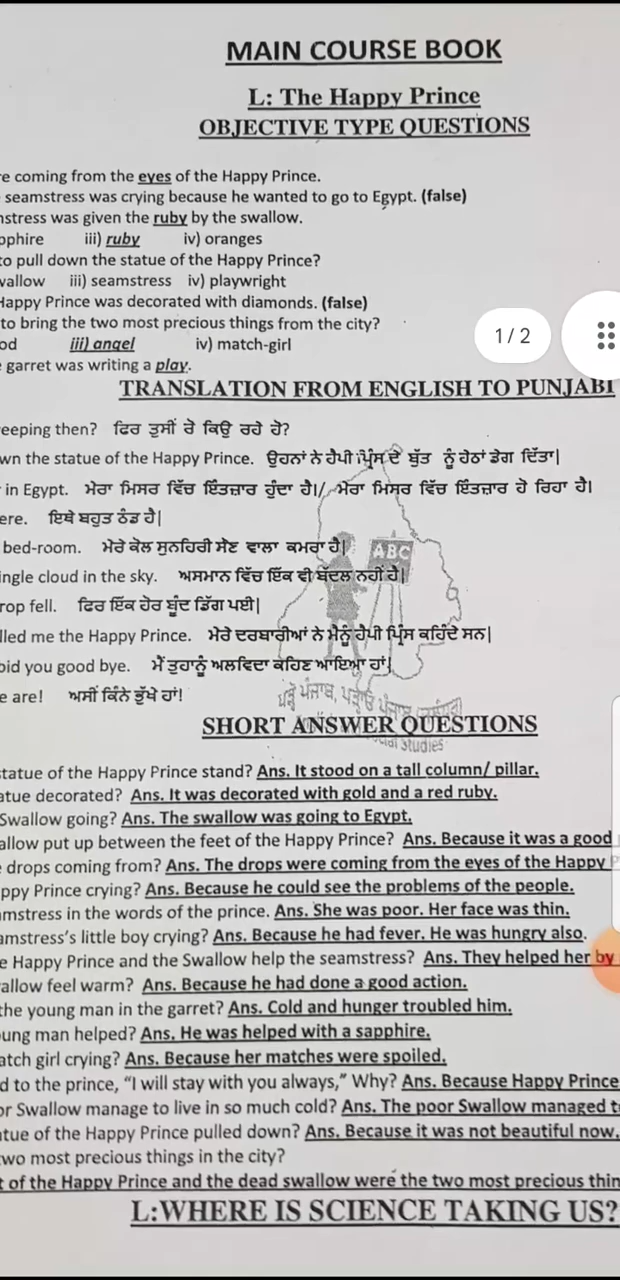 MAIN COURSE BOOK
L: The Happy Prince
OBJECTIVE TYPE QUESTIONS
re coming from the eyes of the Happy Prince.
seamstress was crying because he wanted to go to Egypt. (false)
nstress was given the ruby by the swallow.
pphire iii) ruby iv) oranges
to pull down the statue of the Happy Prince?
wallow iii) seamstress iv) playwright
Happy Prince was decorated with diamonds. (false)
to bring the two most precious things from the city?
od iii) angel iv) match-girl
1 / 2
e garret was writing a play.
TRANSLATION FROM ENGLISH TO PUNJABI
eeping then? ਫਿਰ ਤੁਸੀਂ ਰੋ ਕਿਉ ਰਹੇ ਹੋ?
wn the statue of the Happy Prince. ਉਹਨਾਂ ਨੇ ਹੈਪੀ ਪ੍ਰਿੰਸ ਦੇ ਬੁੱਤ ਨੂੰ ਹੇਠਾਂ ਡੇਗ ਦਿੱਤਾ|
in Egypt. ਮੇਰਾ ਮਿਸਰ ਵਿੱਚ ਇੰਤਜ਼ਾਰ ਹੁੰਦਾ ਹੈ।/ ਮੇਰਾ ਮਿਸਰ ਵਿੱਚ ਇੰਤਜ਼ਾਰ ਹੋ ਰਿਹਾ ਹੈ।
ere. ਇਥੇ ਬਹੁਤ ਠੰਡ ਹੈ|
bed-room. ਮੇਰੇ ਕੋਲ ਸੁਨਹਿਰੀ ਸੌਣ ਵਾਲਾ ਕਮਰਾ ਹੈ|
ABC
ingle cloud in the sky. ਅਸਮਾਨ ਵਿੱਚ ਇੱਕ ਵੀ ਬੱਦਲ ਨਹੀਂ ਹੈ|
rop fell. ਫਿਰ ਇੱਕ ਹੋਰ ਬੂੰਦ ਡਿੱਗ ਪਈ|
lled me the Happy Prince. ਮੇਰੇ ਦਰਬਾਰੀਆਂ ਨੇ ਮੈਨੂੰ ਹੈਪੀ ਪ੍ਰਿੰਸ ਕਹਿੰਦੇ ਸਨ|
bid you good bye. ਮੈਂ ਤੁਹਾਨੂੰ ਅਲਵਿਦਾ ਕਹਿਣ ਆਇਆ ਹਾਂ|
e are! ਅਸੀਂ ਕਿੰਨੇ ਭੁੱਖੇ ਹਾਂ!
ਪੜ੍ਹੋ ਪੰਜਾਬ, ਪੜ੍ਹਾਓ ਪੰਜਾਬ
SHORT ANSWER QUESTIONS
Studies
statue of the Happy Prince stand? Ans. It stood on a tall column/ pillar.
atue decorated? Ans. It was decorated with gold and a red ruby.
Swallow going? Ans. The swallow was going to Egypt.
allow put up between the feet of the Happy Prince? Ans. Because it was a good
e drops coming from? Ans. The drops were coming from the eyes of the Happy P
ppy Prince crying? Ans. Because he could see the problems of the people.
mstress in the words of the prince. Ans. She was poor. Her face was thin.
amstress's little boy crying? Ans. Because he had fever. He was hungry also.
e Happy Prince and the Swallow help the seamstress? Ans. They helped her by
allow feel warm? Ans. Because he had done a good action.
the young man in the garret? Ans. Cold and hunger troubled him.
oung man helped? Ans. He was helped with a sapphire.
atch girl crying? Ans. Because her matches were spoiled.
d to the prince, "I will stay with you always," Why? Ans. Because Happy Prince
or Swallow manage to live in so much cold? Ans. The poor Swallow managed t
tue of the Happy Prince pulled down? Ans. Because it was not beautiful now.
two most precious things in the city?
t of the Happy Prince and the dead swallow were the two most precious thin
L:WHERE IS SCIENCE TAKING US?